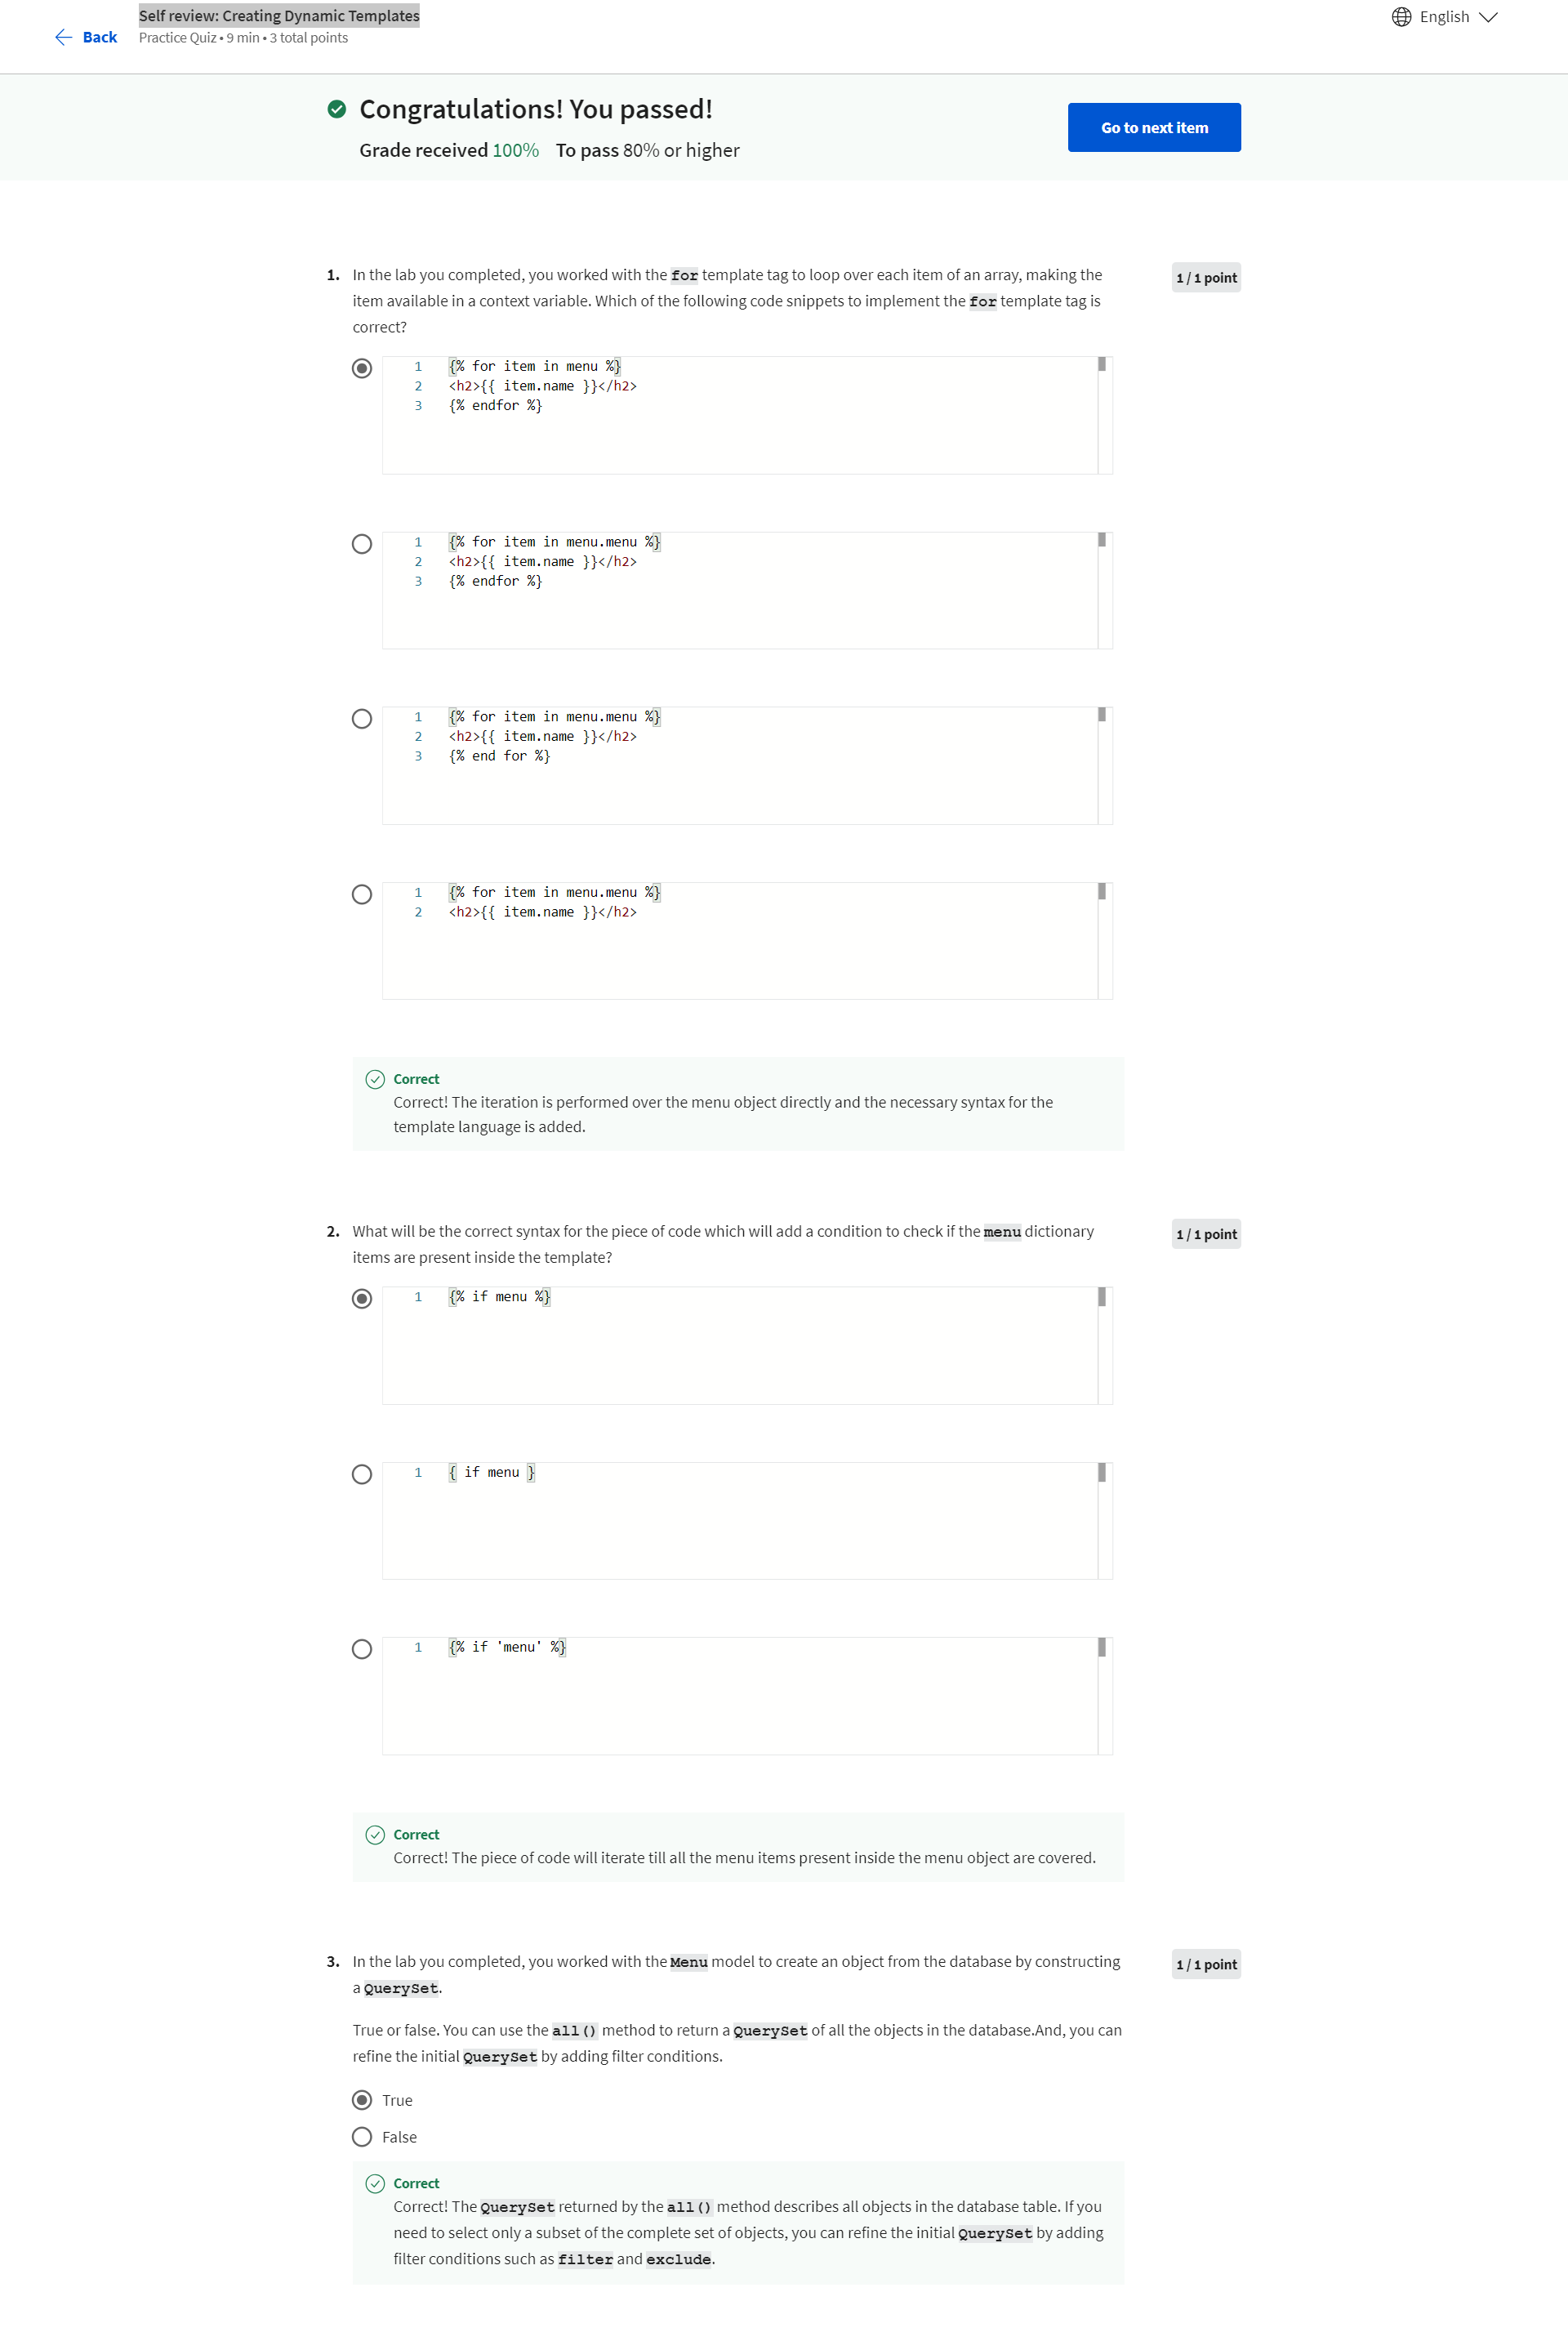 Self review: Creating Dynamic Templates
English
Back
Practice Quiz • 9 min • 3 total points
Congratulations! You passed!
Grade received 100% To pass 80% or higher
Go to next item
1. In the lab you completed, you worked with the for template tag to loop over each item of an array, making the
item available in a context variable. Which of the following code snippets to implement the for template tag is
correct?
1 / 1 point
1 {% for item in menu %}
2 <h2>{{ item.name }}</h2>
3 {% endfor %}
1 {% for item in menu.menu %}
2 <h2>{{ item.name }}</h2>
3 {% endfor %}
1 {% for item in menu.menu %}
2 <h2>{{ item.name }}</h2>
3 {% end for %}
1 {% for item in menu.menu %}
2 <h2>{{ item.name }}</h2>
Correct
Correct! The iteration is performed over the menu object directly and the necessary syntax for the
template language is added.
2. What will be the correct syntax for the piece of code which will add a condition to check if the menu dictionary
items are present inside the template?
1 / 1 point
1 {% if menu %}
1 { if menu }
1 {% if 'menu' %}
Correct
Correct! The piece of code will iterate till all the menu items present inside the menu object are covered.
3. In the lab you completed, you worked with the Menu model to create an object from the database by constructing
a QuerySet.
1 / 1 point
True or false. You can use the all() method to return a QuerySet of all the objects in the database.And, you can
refine the initial QuerySet by adding filter conditions.
True
False
Correct
Correct! The QuerySet returned by the all() method describes all objects in the database table. If you
need to select only a subset of the complete set of objects, you can refine the initial QuerySet by adding
filter conditions such as filter and exclude.